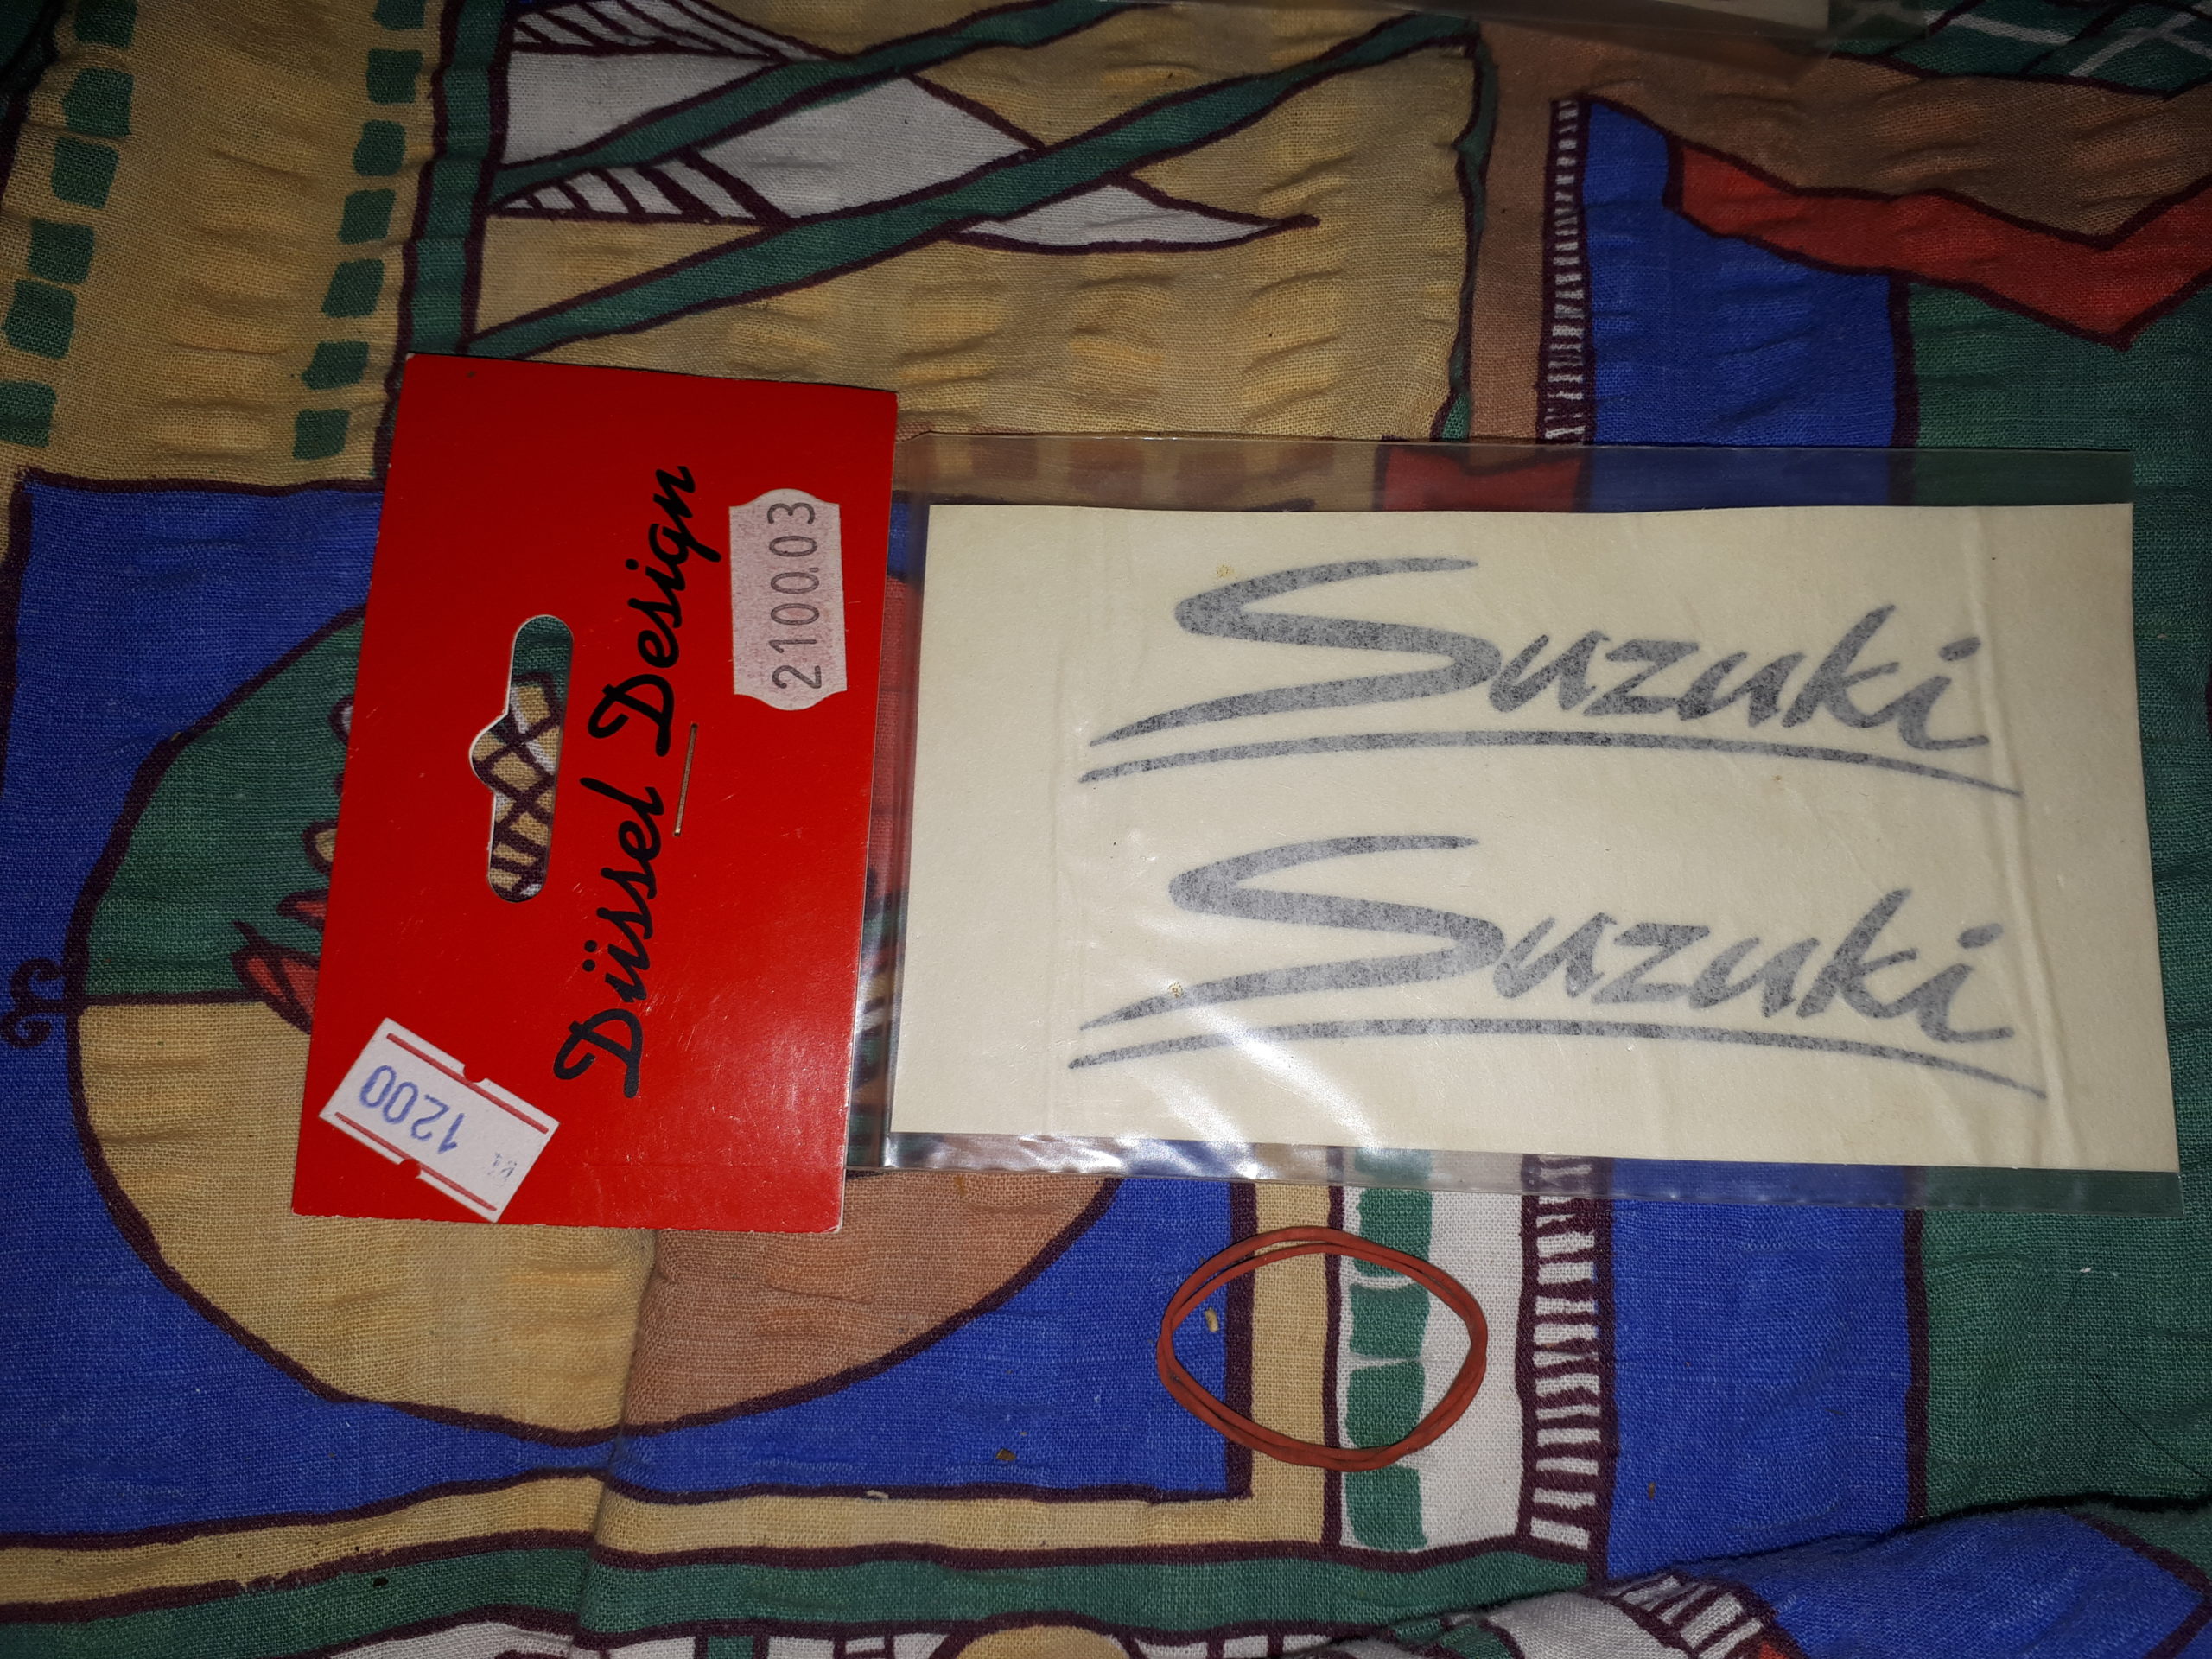 Düssel Design
2100.03
1200
Suzuki
Suzuki